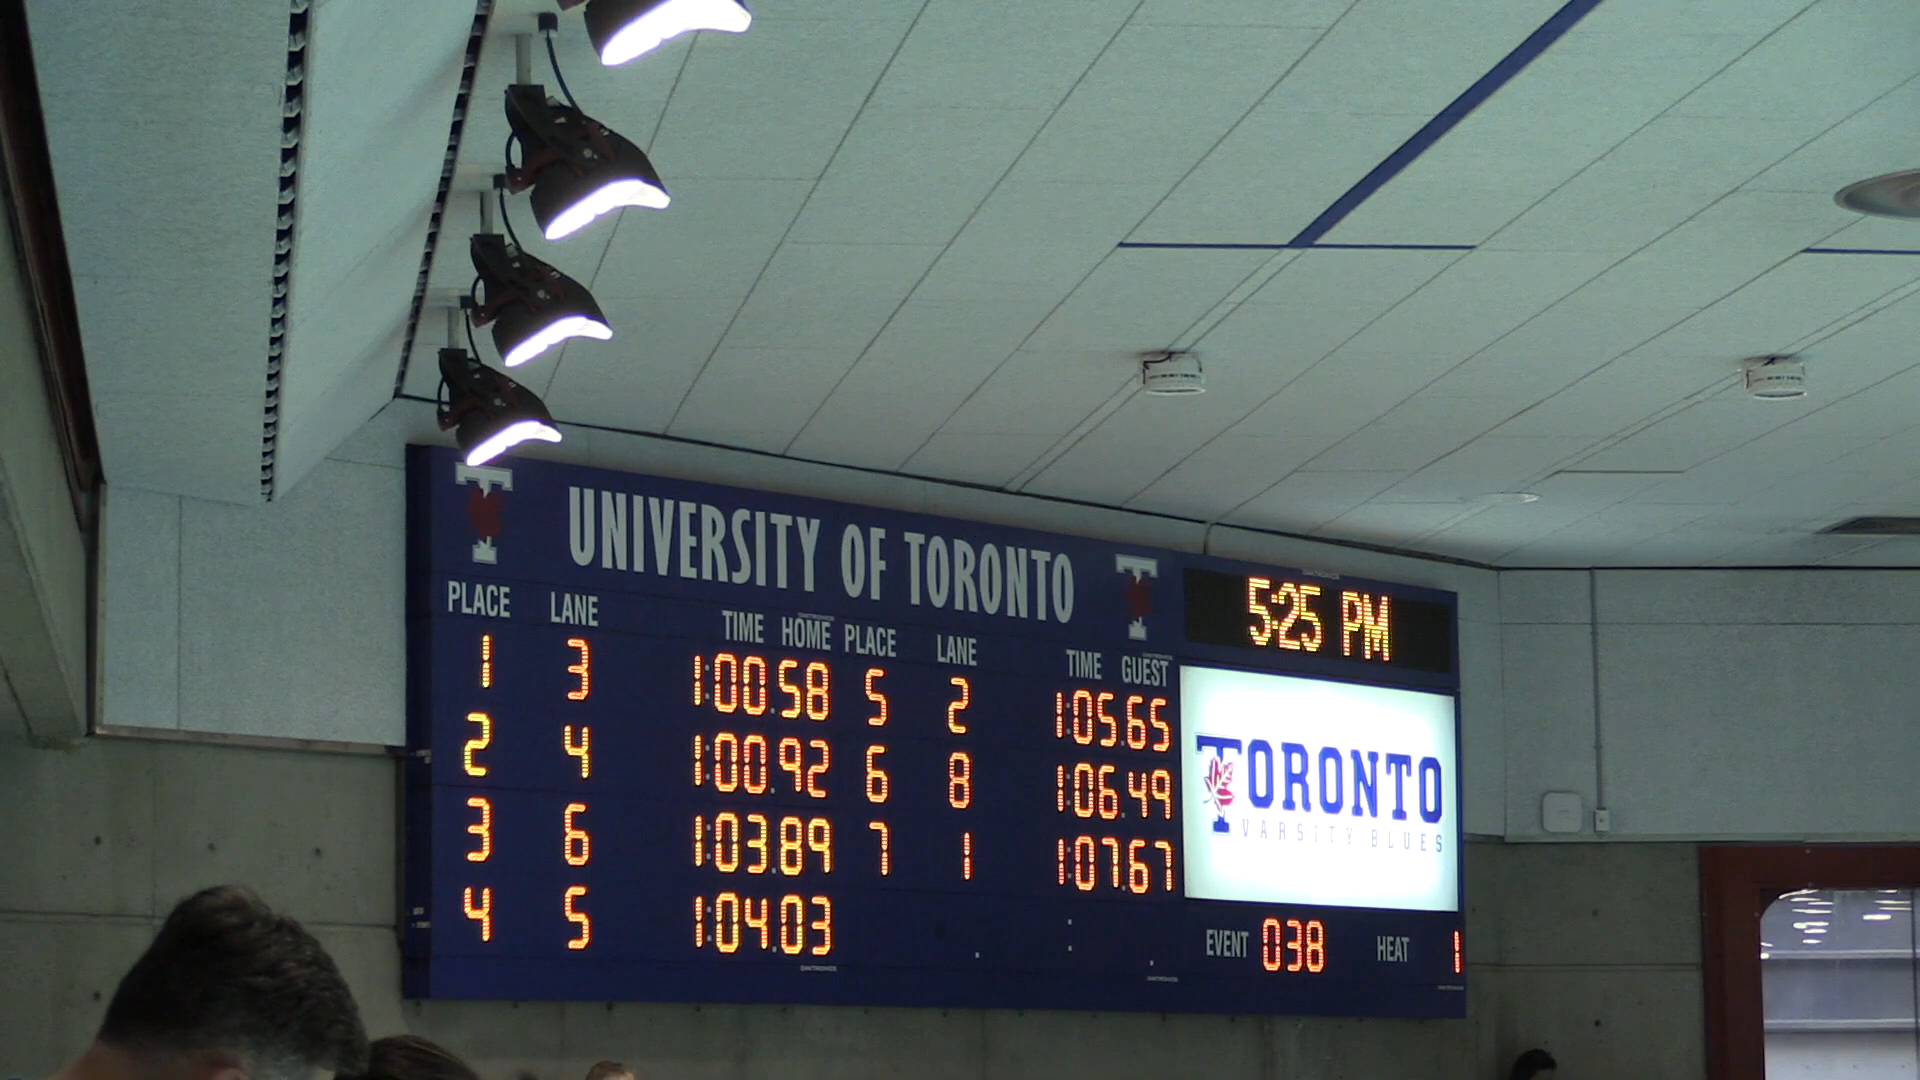 UNIVERSITY OF TORONTO
5:25 PM
PLACE LANE TIME HOME PLACE LANE TIME GUEST
1 3 1:00.58 5 2 1:05.65
2 4 1:00.92 6 8 1:06.49
3 6 1:03.89 7 1 1:07.67
4 5 1:04.03
TORONTO
VARSITY BLUES
EVENT 038 HEAT 1